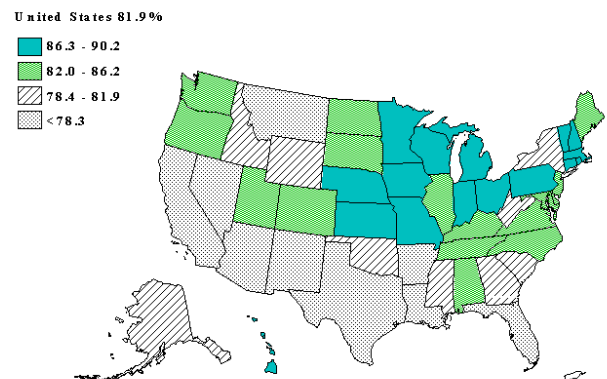 United States 81.9%
86.3 - 90.2
82.0 - 86.2
78.4 - 81.9
<78.3